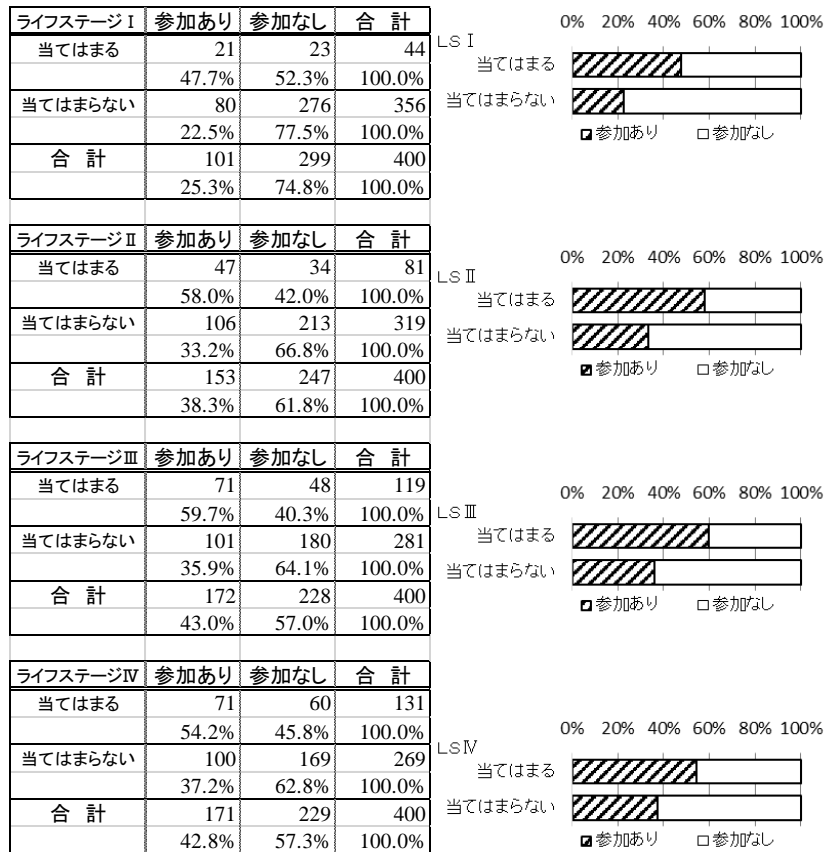 ライフステージⅠ 参加あり 参加なし 合 計
当てはまる 21 23 44
47.7% 52.3% 100.0%
当てはまらない 80 276 356
22.5% 77.5% 100.0%
合 計 101 299 400
25.3% 74.8% 100.0%
0% 20% 40% 60% 80% 100%
LSⅠ
当てはまる
当てはまらない
参加あり 参加なし
ライフステージⅡ 参加あり 参加なし 合 計
当てはまる 47 34 81
58.0% 42.0% 100.0%
当てはまらない 106 213 319
33.2% 66.8% 100.0%
合 計 153 247 400
38.3% 61.8% 100.0%
0% 20% 40% 60% 80% 100%
LSⅡ
当てはまる
当てはまらない
参加あり 参加なし
ライフステージⅢ 参加あり 参加なし 合 計
当てはまる 71 48 119
59.7% 40.3% 100.0%
当てはまらない 101 180 281
35.9% 64.1% 100.0%
合 計 172 228 400
43.0% 57.0% 100.0%
0% 20% 40% 60% 80% 100%
LSⅢ
当てはまる
当てはまらない
参加あり 参加なし
ライフステージⅣ 参加あり 参加なし 合 計
当てはまる 71 60 131
54.2% 45.8% 100.0%
当てはまらない 100 169 269
37.2% 62.8% 100.0%
合 計 171 229 400
42.8% 57.3% 100.0%
0% 20% 40% 60% 80% 100%
LSⅣ
当てはまる
当てはまらない
参加あり 参加なし